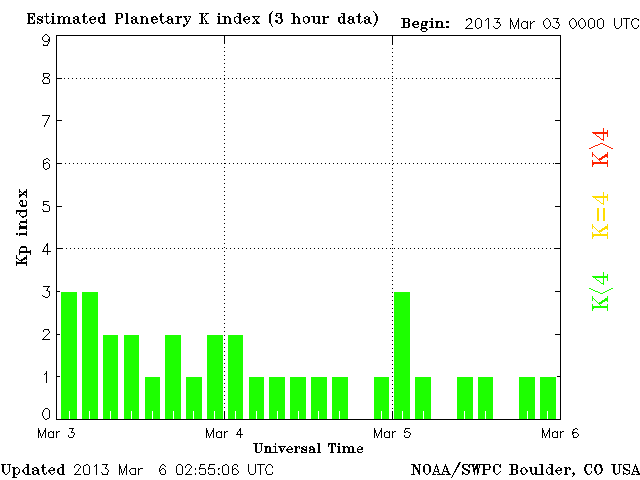 Estimated Planetary K index (3 hour data)
Begin: 2013 Mar 03 0000 UTC
9
8
7
6
5
4
3
2
1
0
Kp index
K>4
K=4
K<4
Mar 3
Mar 4
Mar 5
Mar 6
Universal Time
Updated 2013 Mar 6 02:55:06 UTC
NOAA/SWPC Boulder, CO USA